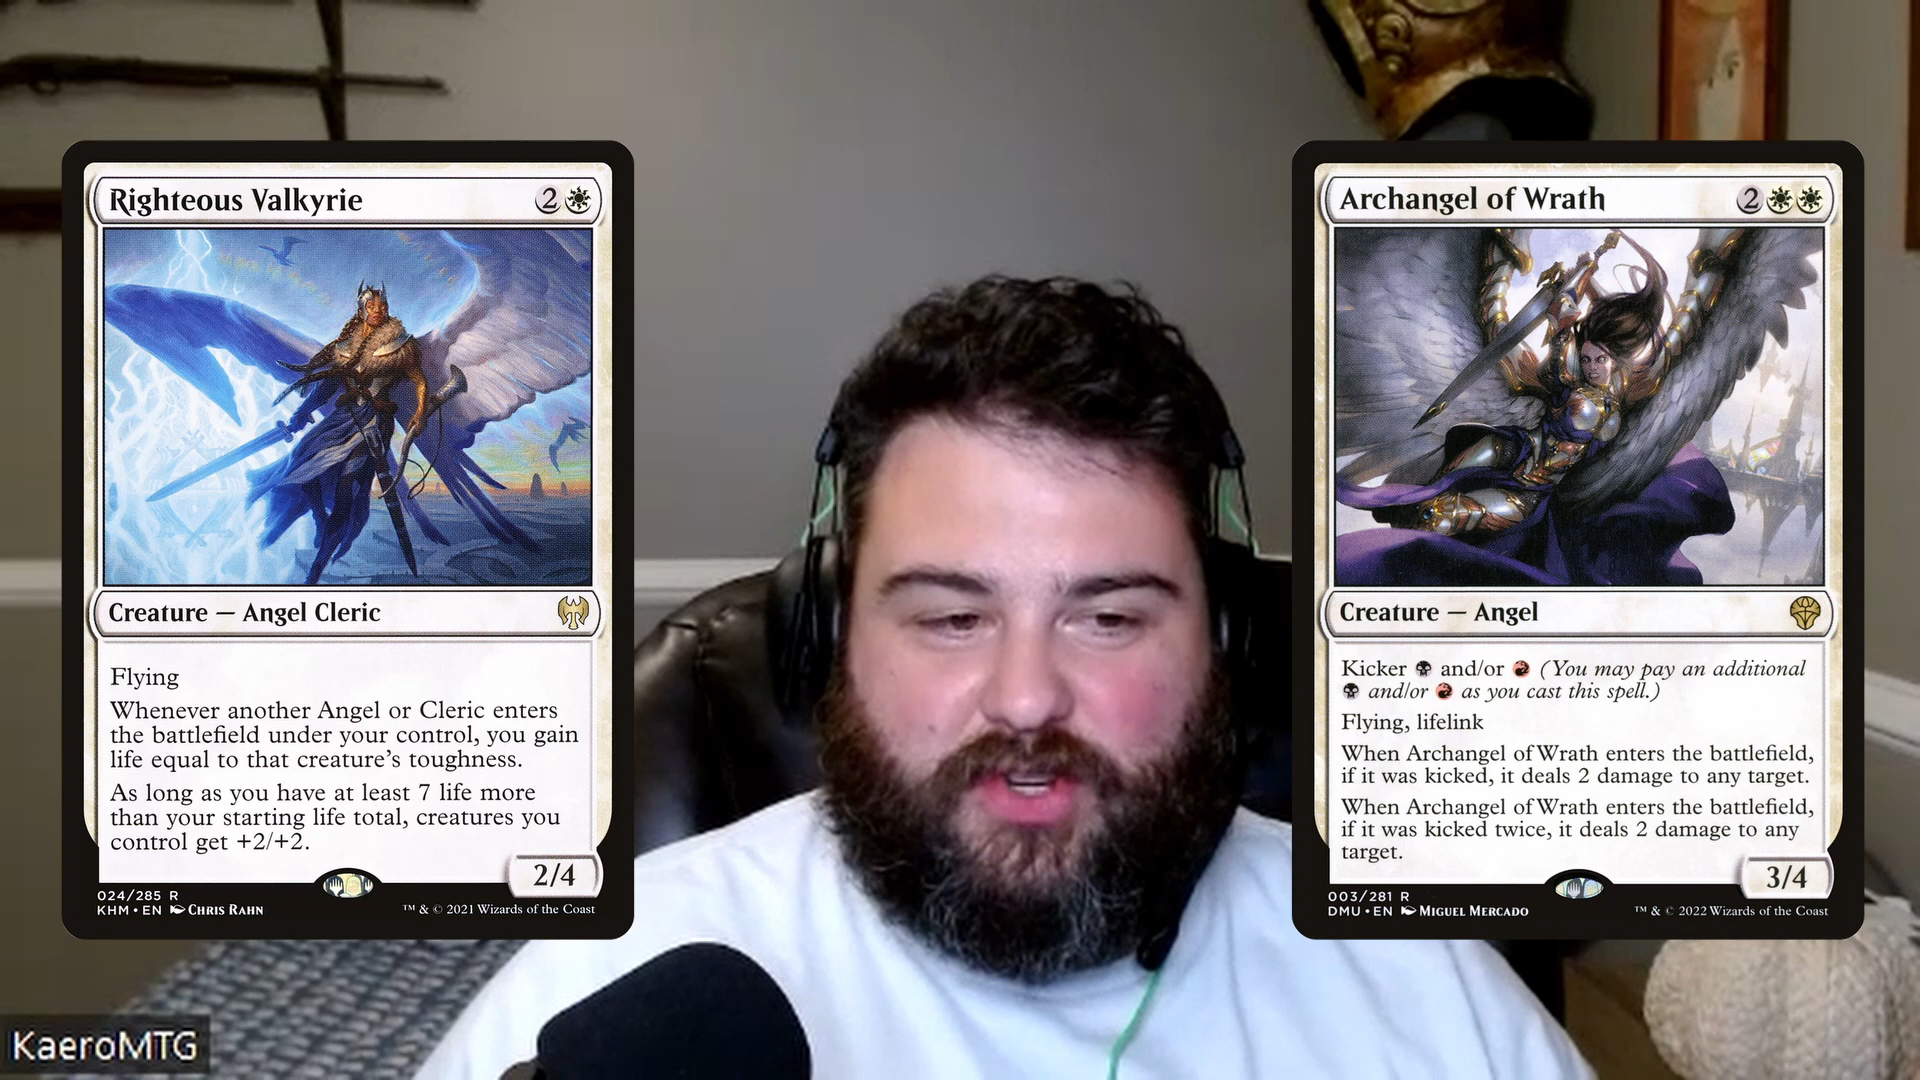 Righteous Valkyrie 2
Creature — Angel Cleric
Flying
Whenever another Angel or Cleric enters
the battlefield under your control, you gain
life equal to that creature's toughness.
As long as you have at least 7 life more
than your starting life total, creatures you
control get +2/+2.
2/4
024/285 R
KHM • EN Chris Rahn
™ & © 2021 Wizards of the Coast
Archangel of Wrath 2
Creature — Angel
Kicker and/or (You may pay an additional
and/or as you cast this spell.)
Flying, lifelink
When Archangel of Wrath enters the battlefield,
if it was kicked, it deals 2 damage to any target.
When Archangel of Wrath enters the battlefield,
if it was kicked twice, it deals 2 damage to any
target.
3/4
003/281 R
DMU • EN Miguel Mercado
™ & © 2022 Wizards of the Coast
KaeroMTG